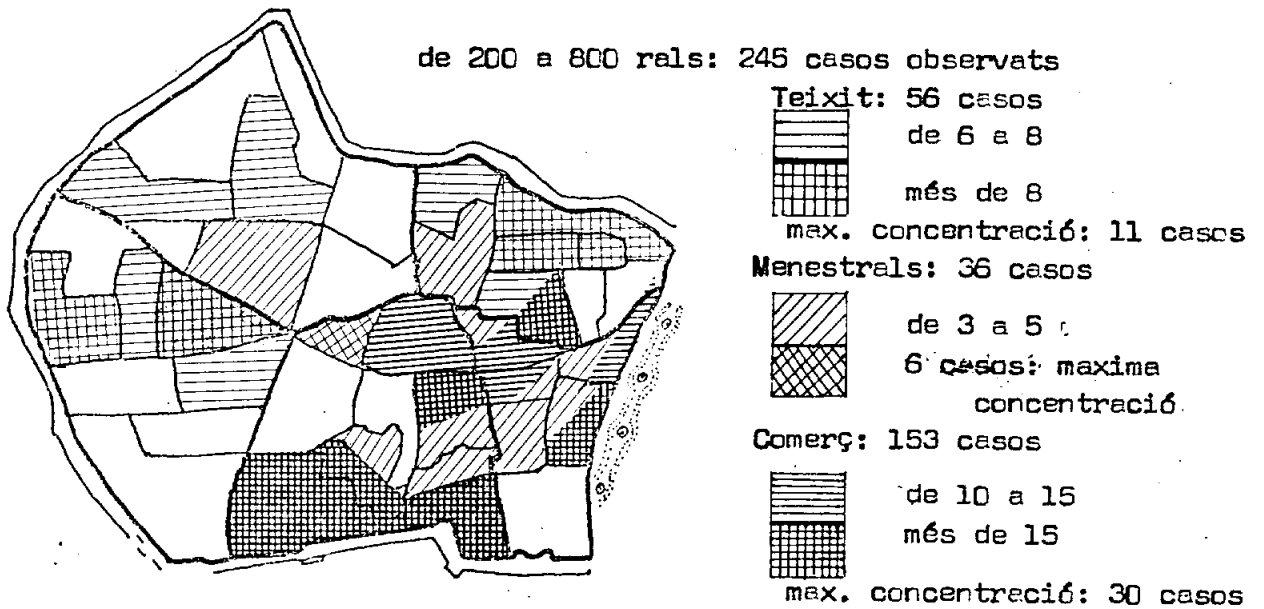 de 200 a 800 rals: 245 casos observats
Teixit: 56 casos
de 6 a 8
més de 8
max. concentració: 11 casos
Menestrals: 36 casos
de 3 a 5
6 casos: maxima
concentració
Comerç: 153 casos
de 10 a 15
més de 15
max. concentració: 30 casos